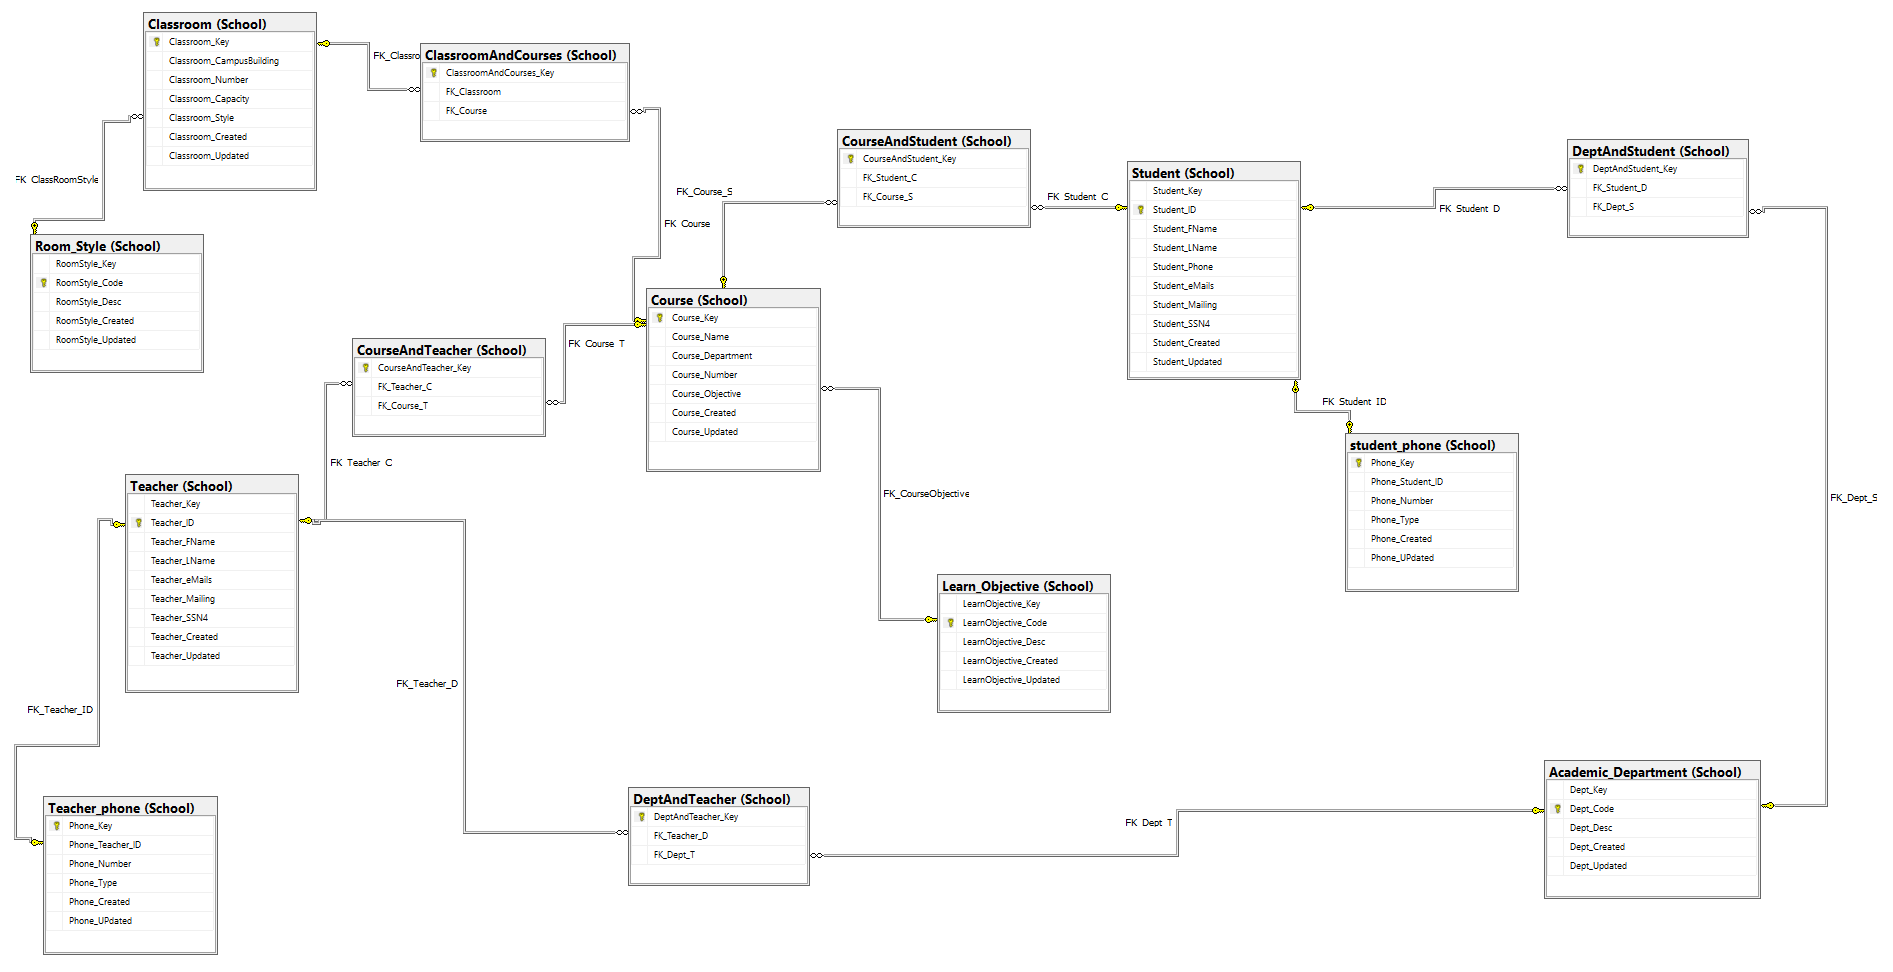 Classroom (School)
Classroom_Key
Classroom_CampusBuilding
Classroom_Number
Classroom_Capacity
Classroom_Style
Classroom_Created
Classroom_Updated
FK_Classro
ClassroomAndCourses (School)
ClassroomAndCourses_Key
FK_Classroom
FK_Course
FK_ClassRoomStyle
Room_Style (School)
RoomStyle_Key
RoomStyle_Code
RoomStyle_Desc
RoomStyle_Created
RoomStyle_Updated
FK_Course_S
FK_Course
CourseAndStudent (School)
CourseAndStudent_Key
FK_Student_C
FK_Course_S
FK_Student_C
Student (School)
Student_Key
Student_ID
Student_FName
Student_LName
Student_Phone
Student_eMails
Student_Mailing
Student_SSN4
Student_Created
Student_Updated
FK_Student_D
DeptAndStudent (School)
DeptAndStudent_Key
FK_Student_D
FK_Dept_S
Course (School)
Course_Key
Course_Name
Course_Department
Course_Number
Course_Objective
Course_Created
Course_Updated
FK_Course_T
CourseAndTeacher (School)
CourseAndTeacher_Key
FK_Teacher_C
FK_Course_T
FK_Teacher_C
FK_Student_ID
student_phone (School)
Phone_Key
Phone_Student_ID
Phone_Number
Phone_Type
Phone_Created
Phone_UPdated
FK_CourseObjective
FK_Dept_S
Teacher (School)
Teacher_Key
Teacher_ID
Teacher_FName
Teacher_LName
Teacher_eMails
Teacher_Mailing
Teacher_SSN4
Teacher_Created
Teacher_Updated
Learn_Objective (School)
LearnObjective_Key
LearnObjective_Code
LearnObjective_Desc
LearnObjective_Created
LearnObjective_Updated
FK_Teacher_D
FK_Teacher_ID
Teacher_phone (School)
Phone_Key
Phone_Teacher_ID
Phone_Number
Phone_Type
Phone_Created
Phone_UPdated
DeptAndTeacher (School)
DeptAndTeacher_Key
FK_Teacher_D
FK_Dept_T
FK_Dept_T
Academic_Department (School)
Dept_Key
Dept_Code
Dept_Desc
Dept_Created
Dept_Updated